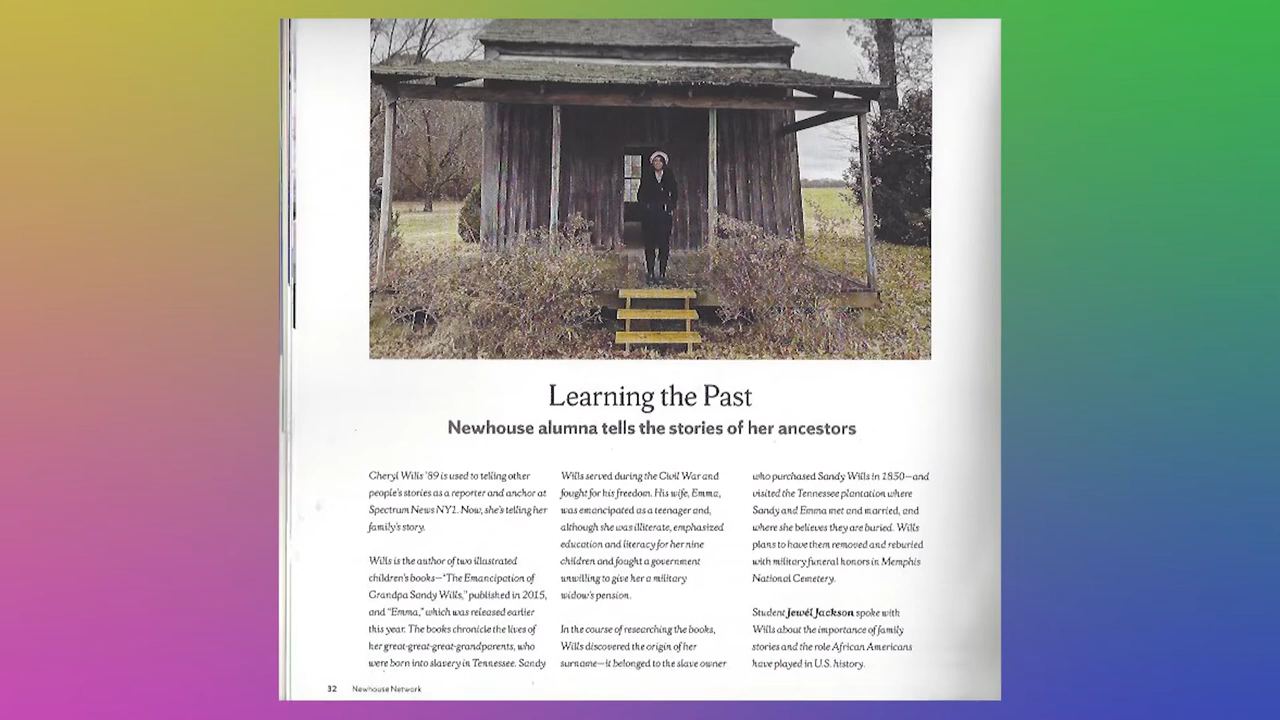 Learning the Past
Newhouse alumna tells the stories of her ancestors
Cheryl Wills '89 is used to telling other
people's stories as a reporter and anchor at
Spectrum News NY1. Now, she's telling her
family's story.
Wills is the author of two illustrated
children's books—"The Emancipation of
Grandpa Sandy Wills," published in 2015,
and "Emma," which was released earlier
this year. The books chronicle the lives of
her great-great-great-grandparents, who
were born into slavery in Tennessee. Sandy
Wills served during the Civil War and
fought for his freedom. His wife, Emma,
was emancipated as a teenager and,
although she was illiterate, emphasized
education and literacy for her nine
children and fought a government
unwilling to give her a military
widow's pension.
In the course of researching the books,
Wills discovered the origin of her
surname—it belonged to the slave owner
who purchased Sandy Wills in 1850—and
visited the Tennessee plantation where
Sandy and Emma met and married, and
where she believes they are buried. Wills
plans to have them removed and reburied
with military funeral honors in Memphis
National Cemetery.
Student jewél Jackson spoke with
Wills about the importance of family
stories and the role African Americans
have played in U.S. history.
32 Newhouse Network